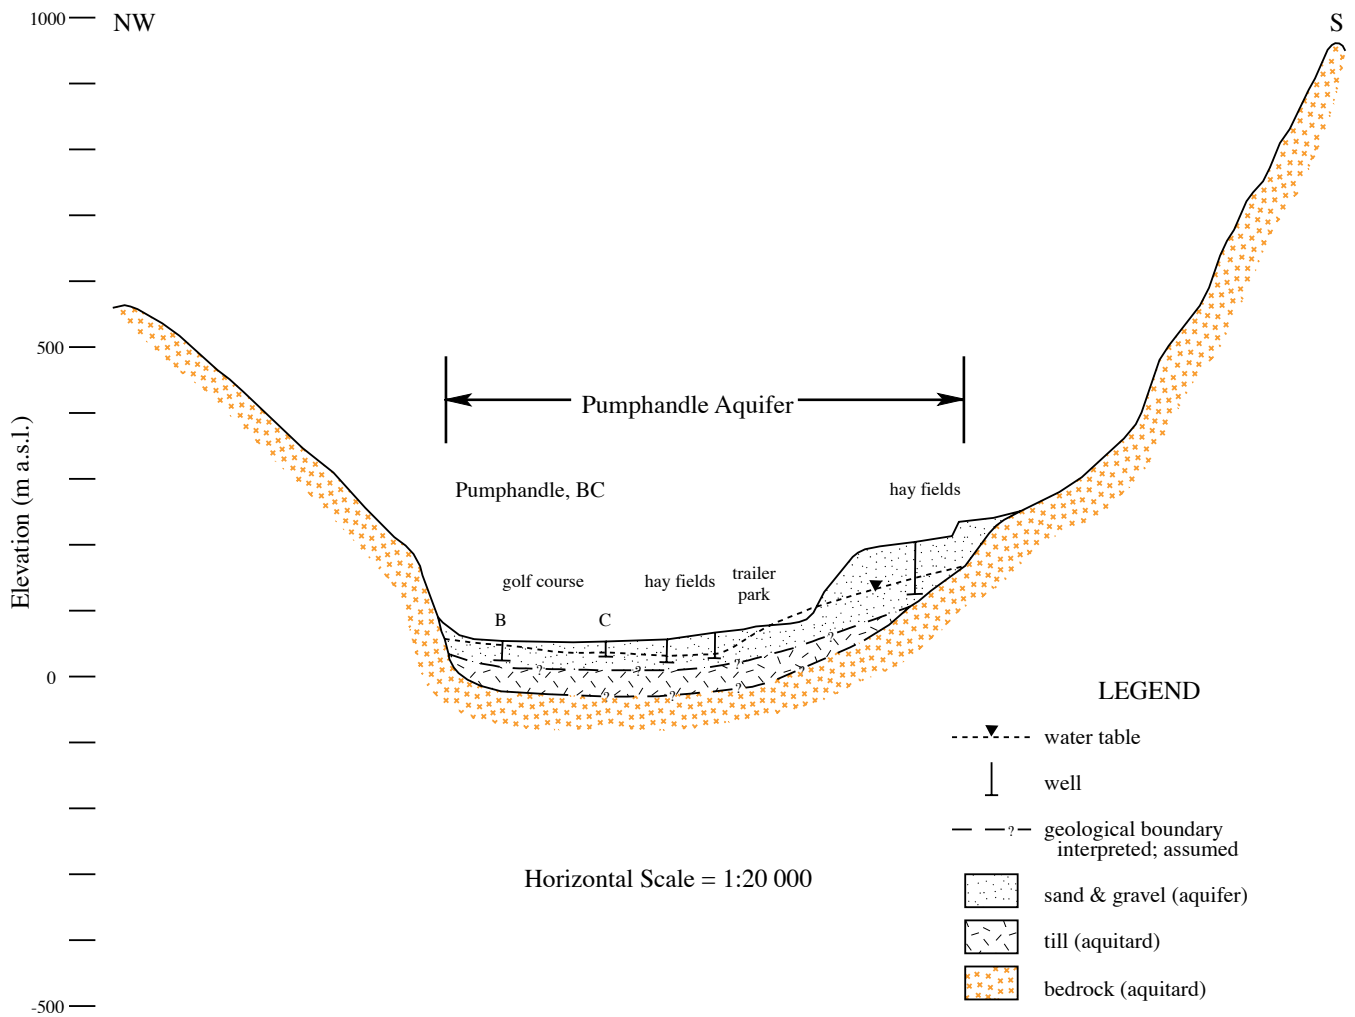 1000
NW
S
500
Pumphandle Aquifer
Elevation (m a.s.l.)
Pumphandle, BC
hay fields
golf course
hay fields
trailer
park
B
C
?
?
?
?
?
?
?
?
0
LEGEND
water table
well
?
geological boundary
interpreted; assumed
Horizontal Scale = 1:20 000
sand & gravel (aquifer)
till (aquitard)
bedrock (aquitard)
-500